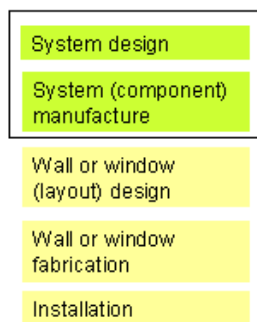 System design
System (component)
manufacture
Wall or window
(layout) design
Wall or window
fabrication
Installation